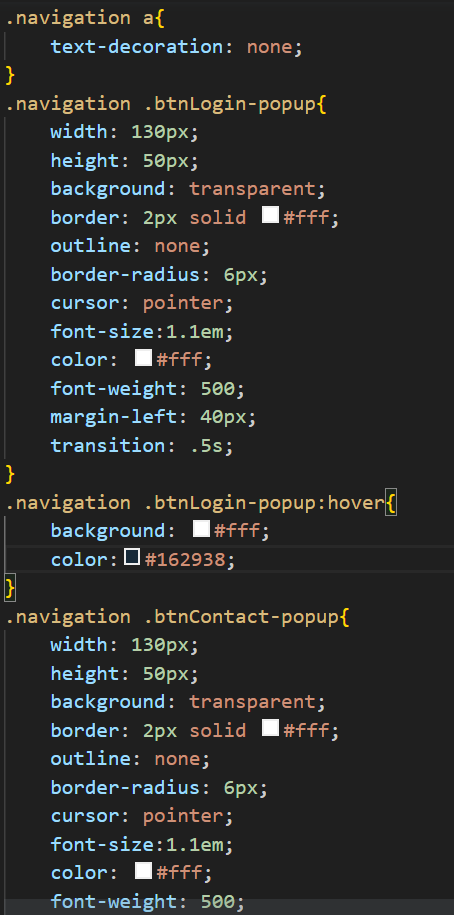 .navigation a{
    text-decoration: none;
}
.navigation .btnLogin-popup{
    width: 130px;
    height: 50px;
    background: transparent;
    border: 2px solid #fff;
    outline: none;
    border-radius: 6px;
    cursor: pointer;
    font-size:1.1em;
    color: #fff;
    font-weight: 500;
    margin-left: 40px;
    transition: .5s;
}
.navigation .btnLogin-popup:hover{
    background: #fff;
    color:#162938;
}
.navigation .btnContact-popup{
    width: 130px;
    height: 50px;
    background: transparent;
    border: 2px solid #fff;
    outline: none;
    border-radius: 6px;
    cursor: pointer;
    font-size:1.1em;
    color: #fff;
    font-weight: 500;